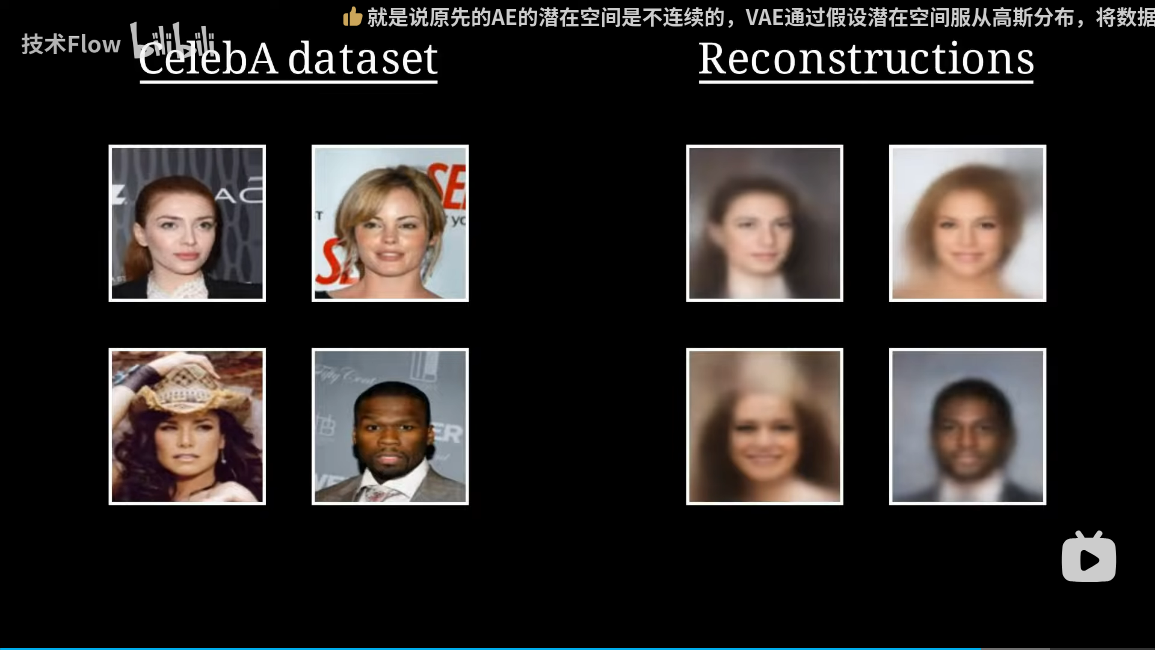 就是说原先的AE的潜在空间是不连续的，VAE通过假设潜在空间服从高斯分布，将数据
技术Flow bilibili
CelebA dataset
Reconstructions
SE